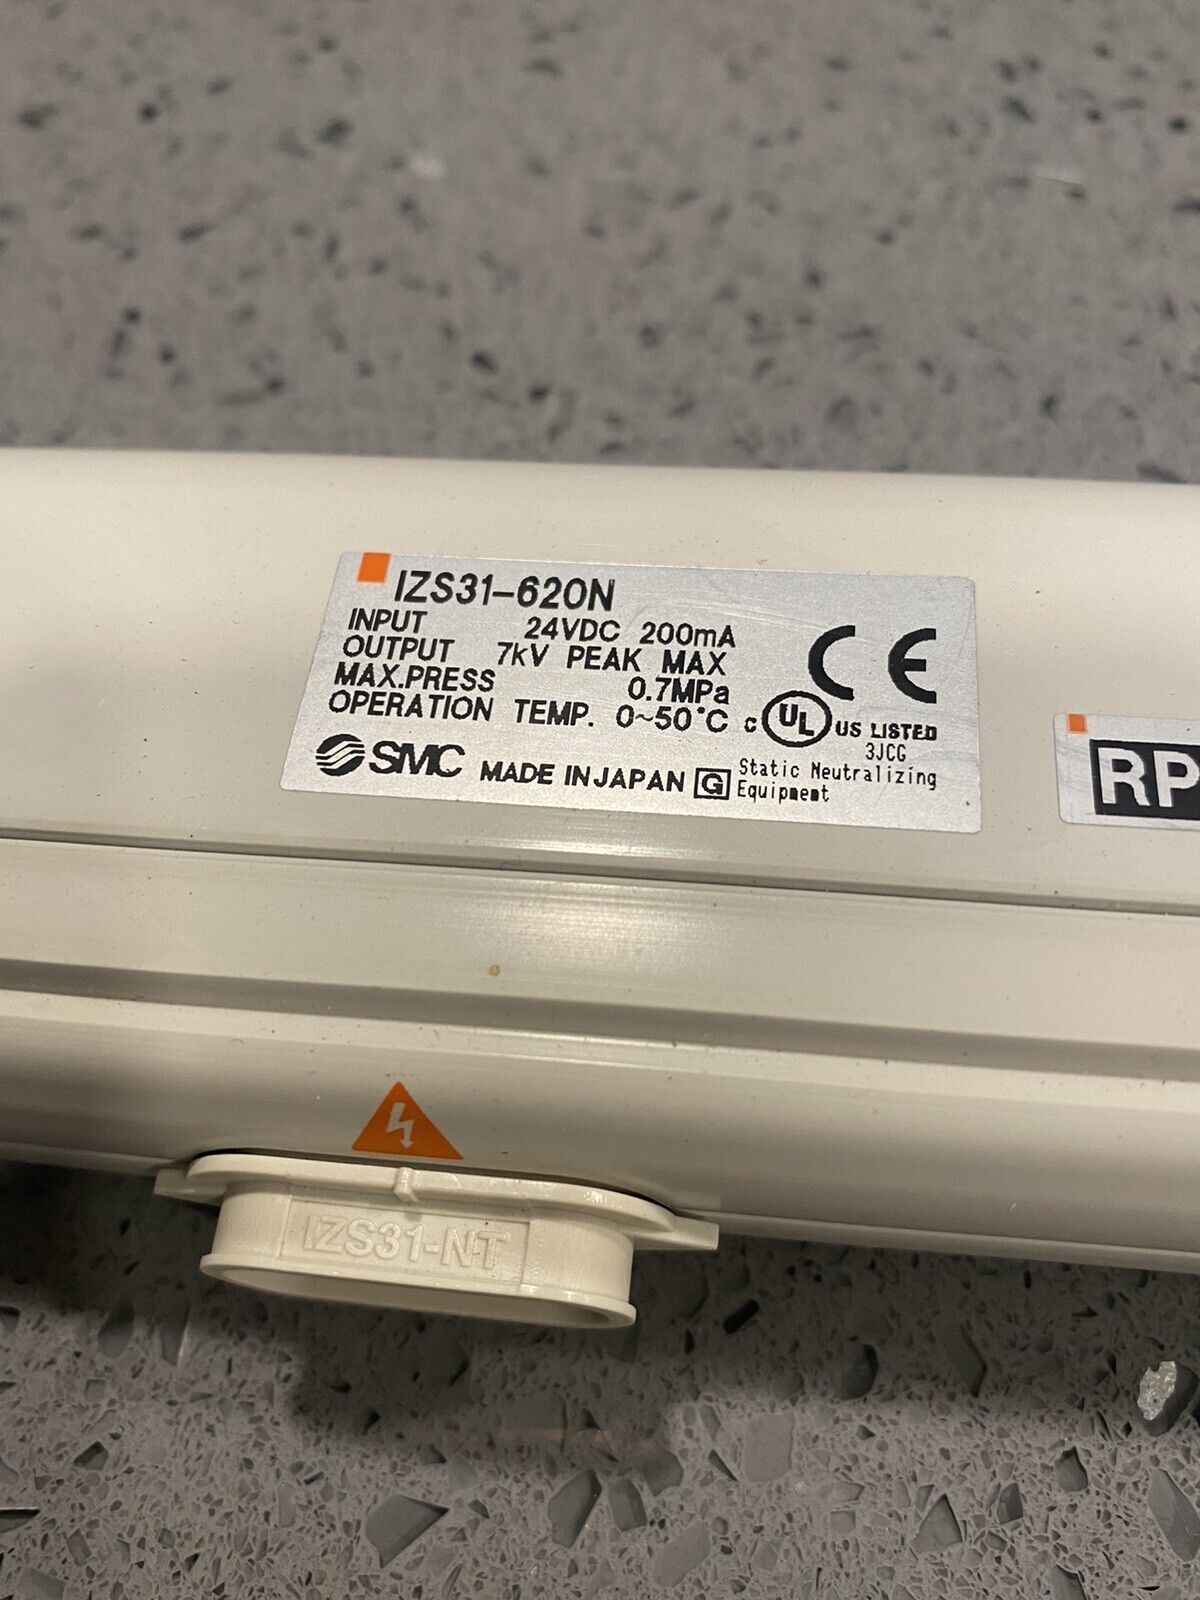 IZS31-620N
INPUT 24VDC 200mA
OUTPUT 7kV PEAK MAX
MAX.PRESS 0.7MPa
OPERATION TEMP. 0~50°C
CE
c UL US LISTED
3JCG
SMC MADE IN JAPAN G Static Neutralizing
Equipment
RP
IZS31-NT